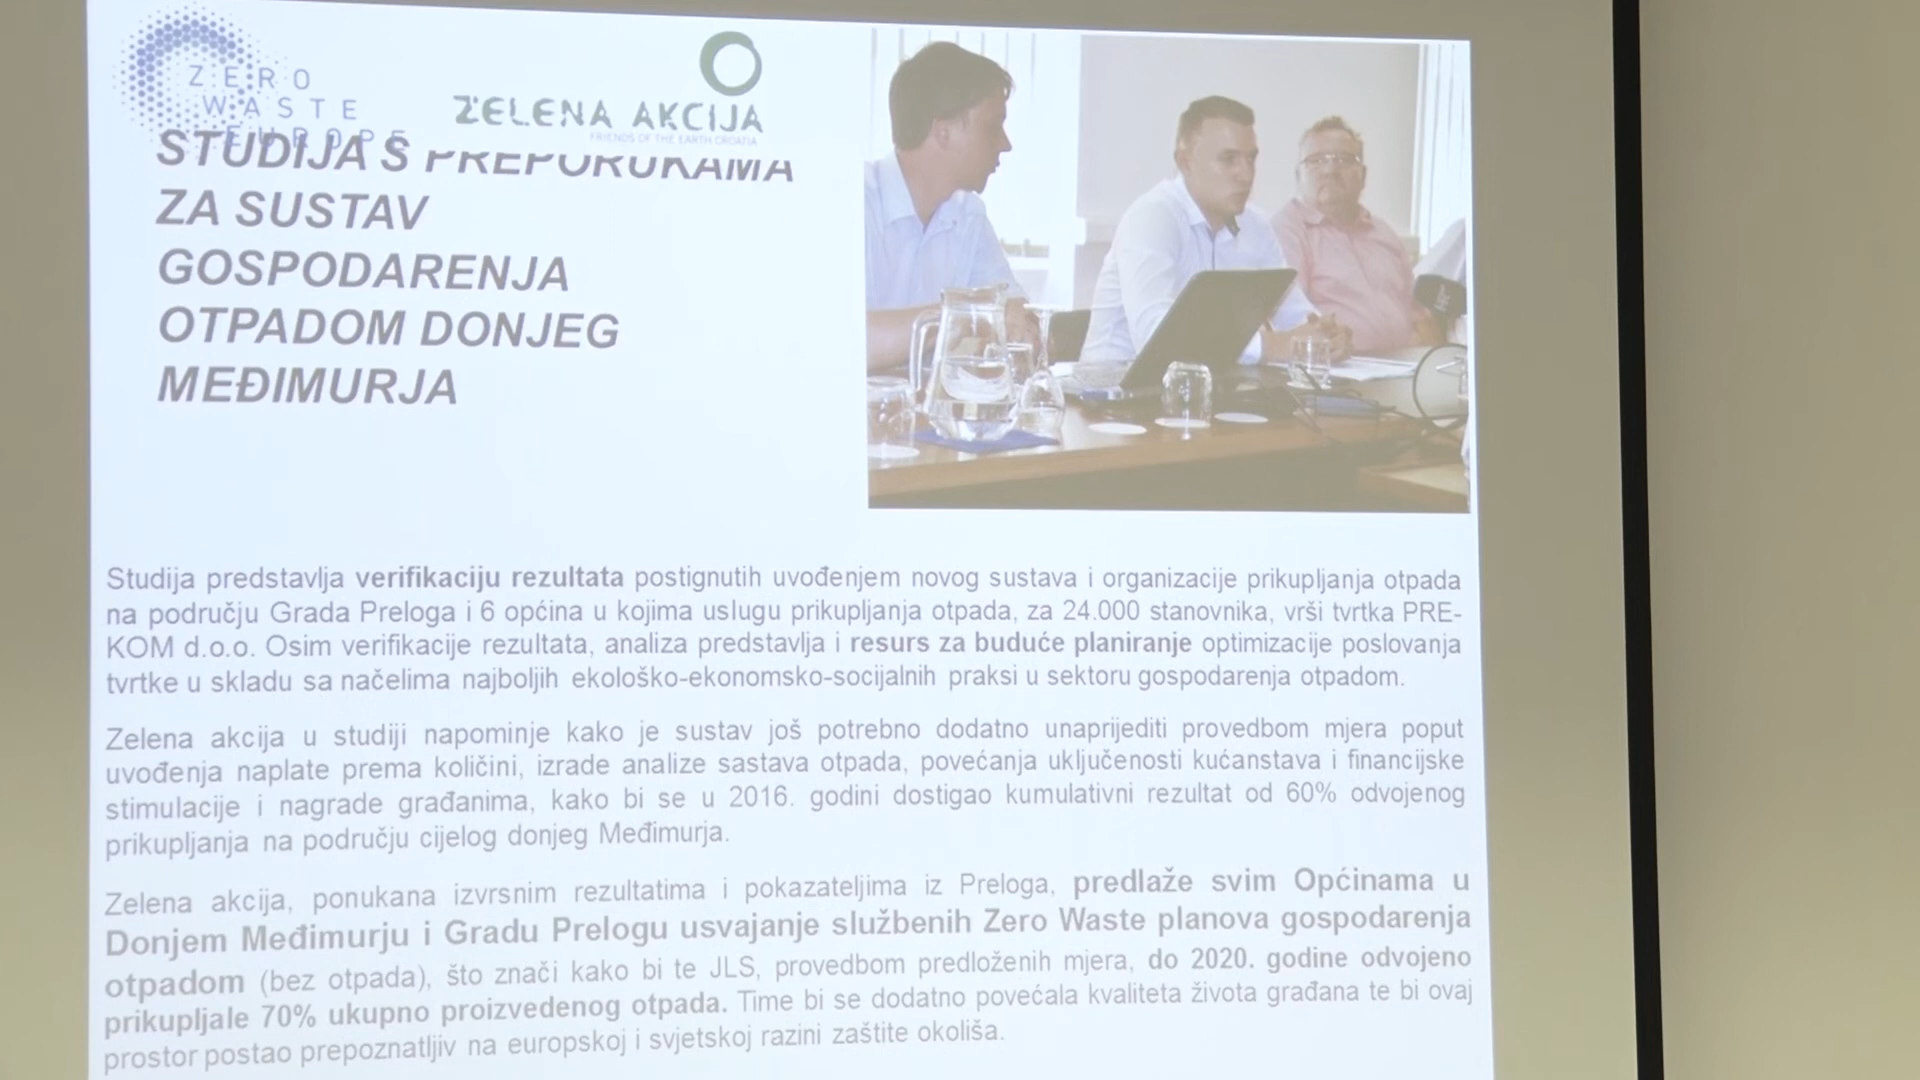 ZERO
WASTE
EUROPE
ZELENA AKCIJA
FRIENDS OF THE EARTH CROATIA
STUDIJA S PREPORUKAMA
ZA SUSTAV
GOSPODARENJA
OTPADOM DONJEG
MEĐIMURJA
Studija predstavlja verifikaciju rezultata postignutih uvođenjem novog sustava i organizacije prikupljanja otpada
na području Grada Preloga i 6 općina u kojima uslugu prikupljanja otpada, za 24.000 stanovnika, vrši tvrtka PRE-
KOM d.o.o. Osim verifikacije rezultata, analiza predstavlja i resurs za buduće planiranje optimizacije poslovanja
tvrtke u skladu sa načelima najboljih ekološko-ekonomsko-socijalnih praksi u sektoru gospodarenja otpadom.
Zelena akcija u studiji napominje kako je sustav još potrebno dodatno unaprijediti provedbom mjera poput
uvođenja naplate prema količini, izrade analize sastava otpada, povećanja uključenosti kućanstava i financijske
stimulacije i nagrade građanima, kako bi se u 2016. godini dostigao kumulativni rezultat od 60% odvojenog
prikupljanja na području cijelog donjeg Međimurja.
Zelena akcija, ponukana izvrsnim rezultatima i pokazateljima iz Preloga, predlaže svim Općinama u
Donjem Međimurju i Gradu Prelogu usvajanje službenih Zero Waste planova gospodarenja
otpadom (bez otpada), što znači kako bi te JLS, provedbom predloženih mjera, do 2020. godine odvojeno
prikupljale 70% ukupno proizvedenog otpada. Time bi se dodatno povećala kvaliteta života građana te bi ovaj
prostor postao prepoznatljiv na europskoj i svjetskoj razini zaštite okoliša.